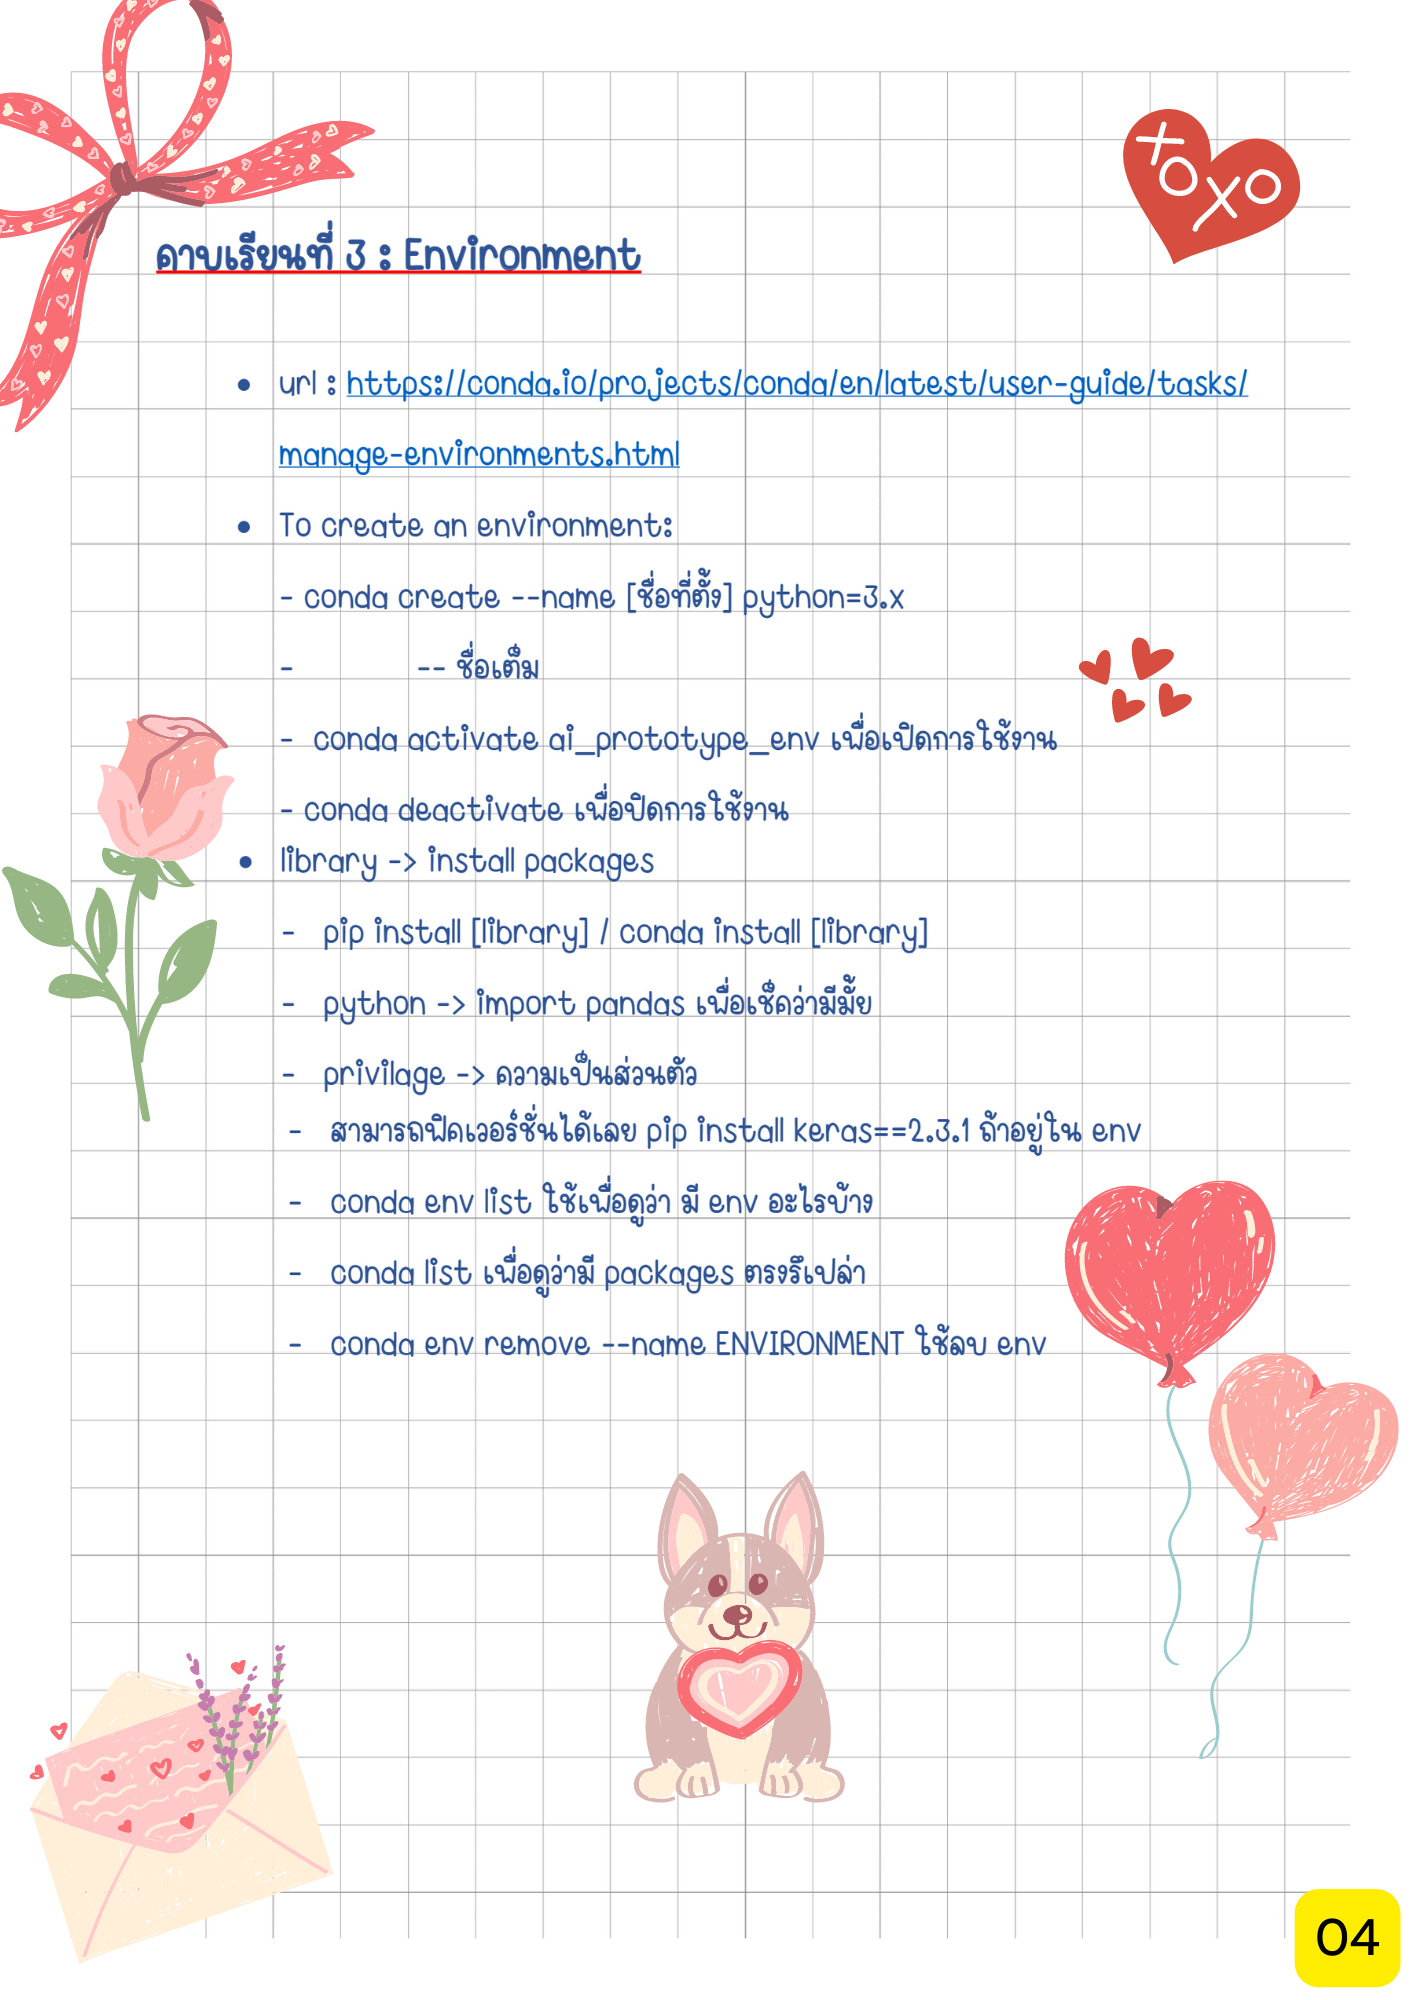 XOXO
คาบเรียนที่ 3 : Environment
• url : https://conda.io/projects/conda/en/latest/user-guide/tasks/
manage-environments.html
• To create an environment:
- conda create --name [ชื่อที่ตั้ง] python=3.x
- -- ชื่อเต็ม
- conda activate ai_prototype_env เพื่อเปิดการใช้งาน
- conda deactivate เพื่อปิดการใช้งาน
• library -> install packages
- pip install [library] / conda install [library]
- python -> import pandas เพื่อเช็คว่ามีมั้ย
- privilage -> ความเป็นส่วนตัว
- สามารถฟิคเวอร์ชั่นได้เลย pip install keras==2.3.1 ถ้าอยู่ใน env
- conda env list ใช้เพื่อดูว่า มี env อะไรบ้าง
- conda list เพื่อดูว่ามี packages ตรงรึเปล่า
- conda env remove --name ENVIRONMENT ใช้ลบ env
04